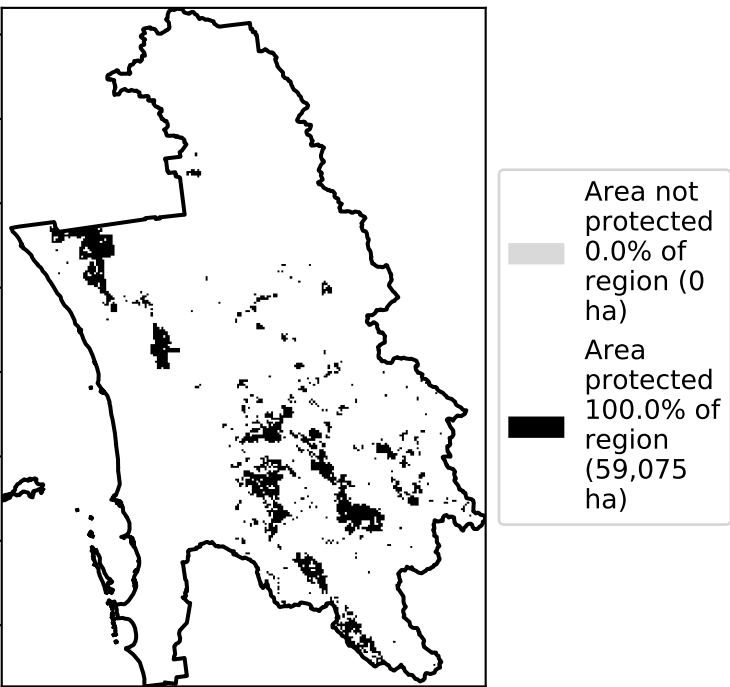 Area not
protected
0.0% of
region (0
ha)
Area
protected
100.0% of
region
(59,075
ha)